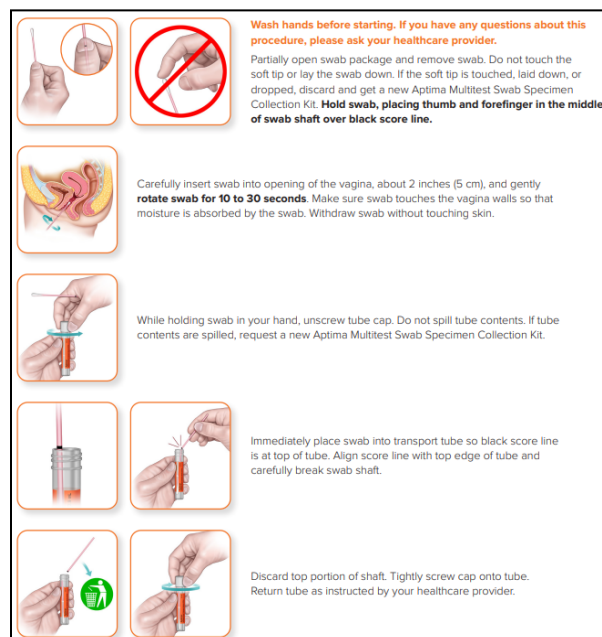 Wash hands before starting. If you have any questions about this
procedure, please ask your healthcare provider.
Partially open swab package and remove swab. Do not touch the
soft tip or lay the swab down. If the soft tip is touched, laid down, or
dropped, discard and get a new Aptima Multitest Swab Specimen
Collection Kit. Hold swab, placing thumb and forefinger in the middle
of swab shaft over black score line.
Carefully insert swab into opening of the vagina, about 2 inches (5 cm), and gently
rotate swab for 10 to 30 seconds. Make sure swab touches the vagina walls so that
moisture is absorbed by the swab. Withdraw swab without touching skin.
While holding swab in your hand, unscrew tube cap. Do not spill tube contents. If tube
contents are spilled, request a new Aptima Multitest Swab Specimen Collection Kit.
Immediately place swab into transport tube so black score line
is at top of tube. Align score line with top edge of tube and
carefully break swab shaft.
Discard top portion of shaft. Tightly screw cap onto tube.
Return tube as instructed by your healthcare provider.